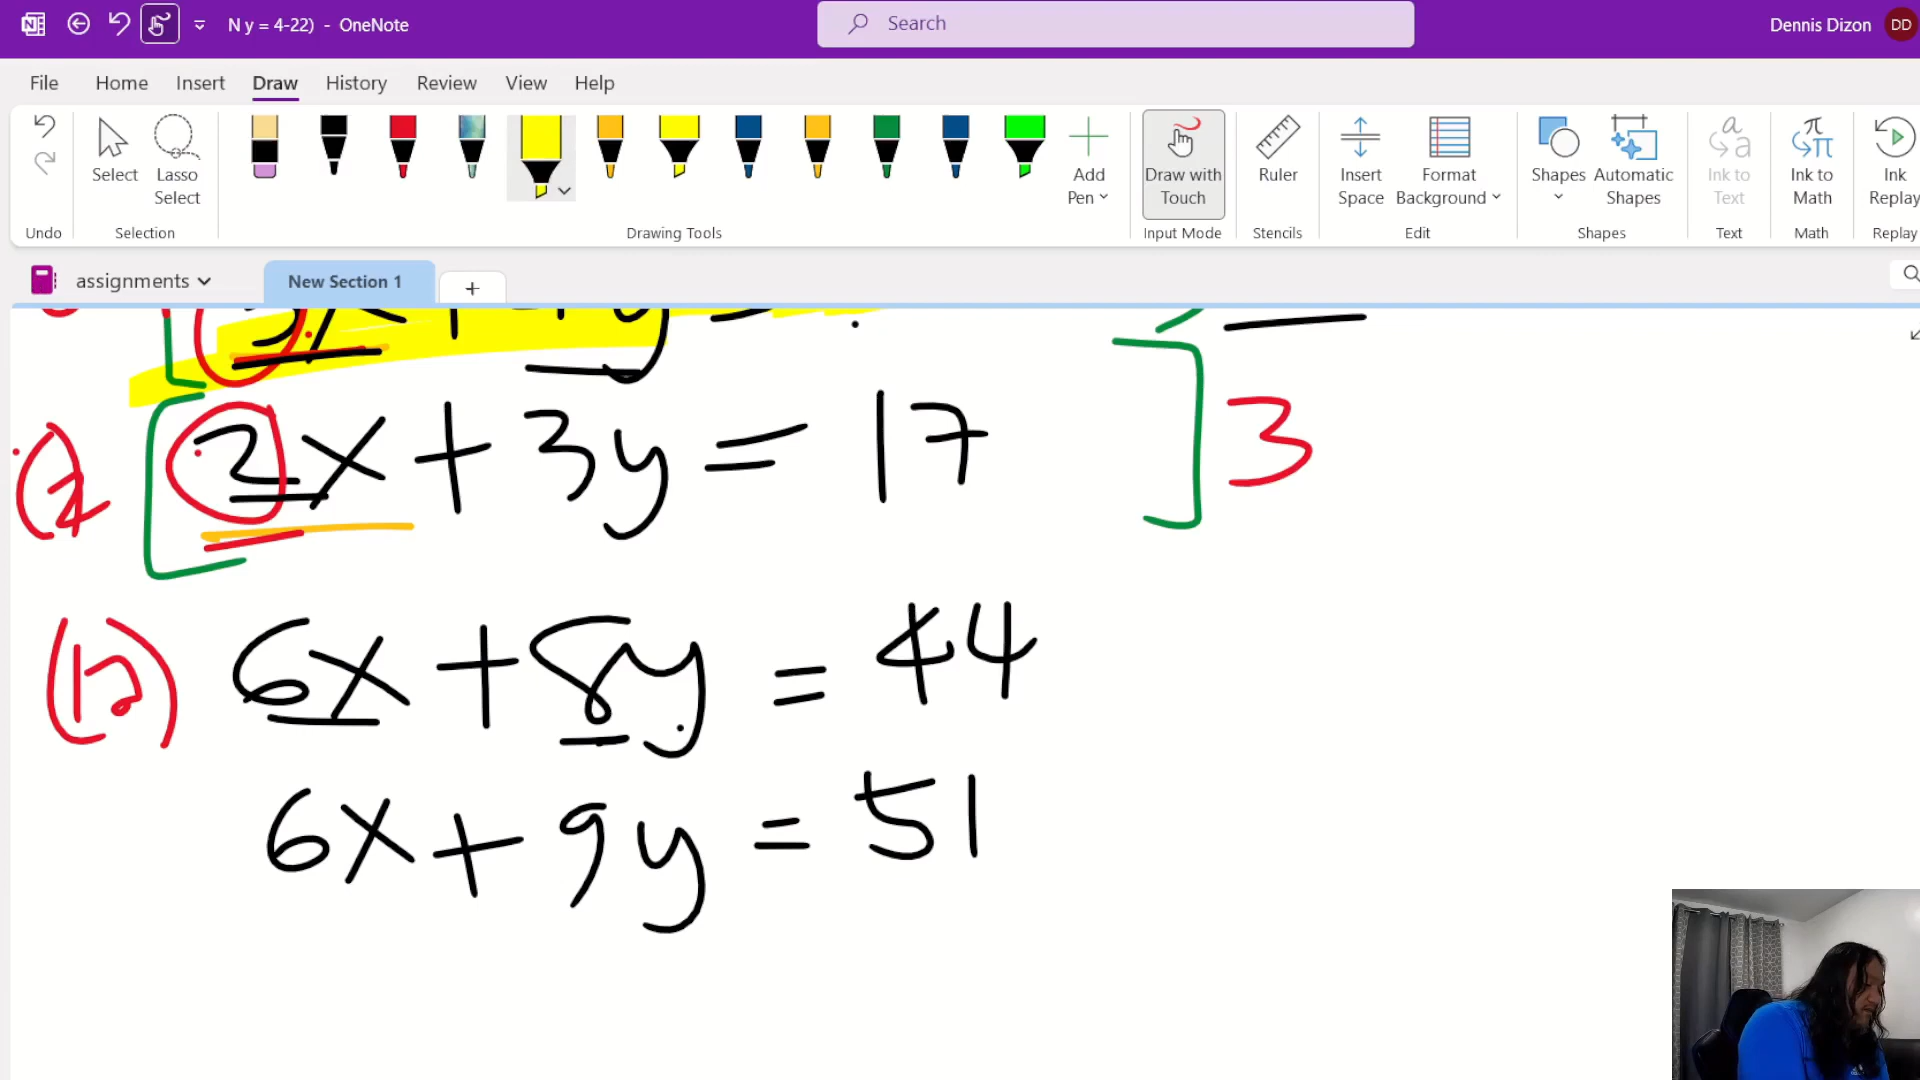 N y = 4-22) - OneNote
Search
Dennis Dizon DD
File Home Insert Draw History Review View Help
Select
Lasso Select
Add Pen
Draw with Touch
Ruler
Insert Space
Format Background
Shapes
Automatic Shapes
Ink to Text
Ink to Math
Ink Replay
Undo Selection Drawing Tools Input Mode Stencils Edit Shapes Text Math Replay
assignments New Section 1 +
2x + 3y = 17 3
6x + 8y = 44
6x + 9y = 51